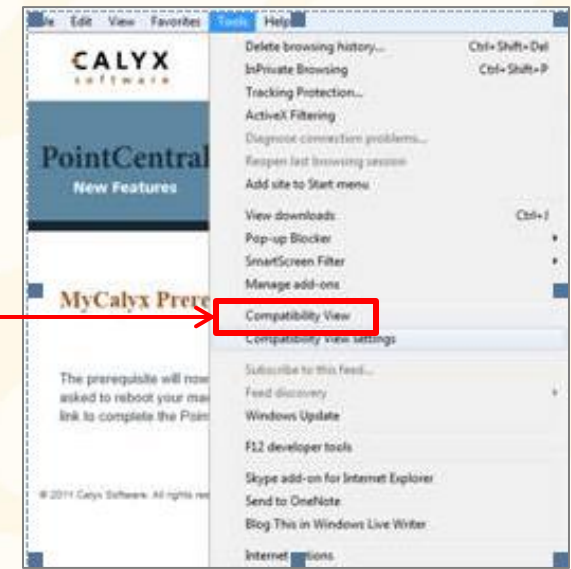 Edit View Favorites Tools Help
CALYX
software
PointCentral
New Features
MyCalyx Prere
The prerequisite will now
asked to reboot your mac
link to complete the Poin
© 2011 Calyx Software. All rights res
Delete browsing history... Ctrl+Shift+Del
InPrivate Browsing Ctrl+Shift+P
Tracking Protection...
ActiveX Filtering
Diagnose connection problems...
Reopen last browsing session
Add site to Start menu
View downloads Ctrl+J
Pop-up Blocker
SmartScreen Filter
Manage add-ons
Compatibility View
Compatibility View settings
Subscribe to this feed...
Feed discovery
Windows Update
F12 developer tools
Skype add-on for Internet Explorer
Send to OneNote
Blog This in Windows Live Writer
Internet